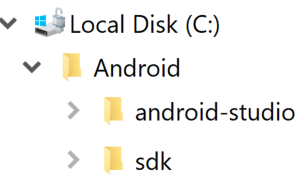 Local Disk (C:)
Android
android-studio
sdk